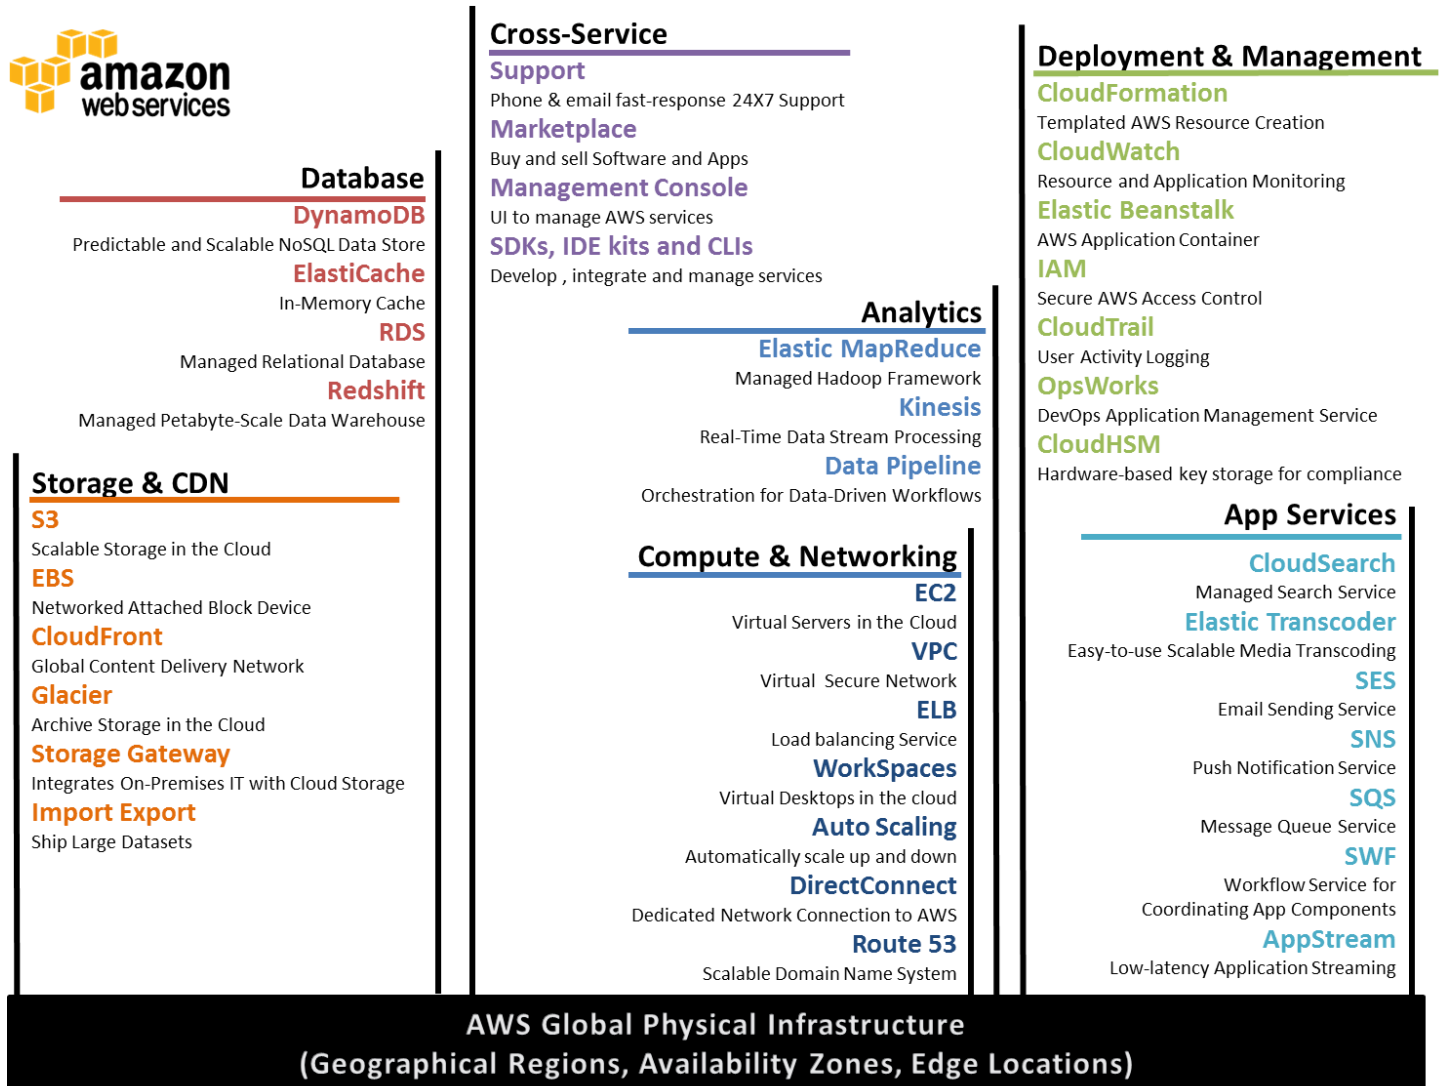 amazon
webservices
Database
DynamoDB
Predictable and Scalable NoSQL Data Store
ElastiCache
In-Memory Cache
RDS
Managed Relational Database
Redshift
Managed Petabyte-Scale Data Warehouse
Storage & CDN
S3
Scalable Storage in the Cloud
EBS
Networked Attached Block Device
CloudFront
Global Content Delivery Network
Glacier
Archive Storage in the Cloud
Storage Gateway
Integrates On-Premises IT with Cloud Storage
Import Export
Ship Large Datasets
Cross-Service
Support
Phone & email fast-response 24X7 Support
Marketplace
Buy and sell Software and Apps
Management Console
UI to manage AWS services
SDKs, IDE kits and CLIs
Develop , integrate and manage services
Analytics
Elastic MapReduce
Managed Hadoop Framework
Kinesis
Real-Time Data Stream Processing
Data Pipeline
Orchestration for Data-Driven Workflows
Compute & Networking
EC2
Virtual Servers in the Cloud
VPC
Virtual Secure Network
ELB
Load balancing Service
WorkSpaces
Virtual Desktops in the cloud
Auto Scaling
Automatically scale up and down
DirectConnect
Dedicated Network Connection to AWS
Route 53
Scalable Domain Name System
Deployment & Management
CloudFormation
Templated AWS Resource Creation
CloudWatch
Resource and Application Monitoring
Elastic Beanstalk
AWS Application Container
IAM
Secure AWS Access Control
CloudTrail
User Activity Logging
OpsWorks
DevOps Application Management Service
CloudHSM
Hardware-based key storage for compliance
App Services
CloudSearch
Managed Search Service
Elastic Transcoder
Easy-to-use Scalable Media Transcoding
SES
Email Sending Service
SNS
Push Notification Service
SQS
Message Queue Service
SWF
Workflow Service for
Coordinating App Components
AppStream
Low-latency Application Streaming
AWS Global Physical Infrastructure
(Geographical Regions, Availability Zones, Edge Locations)